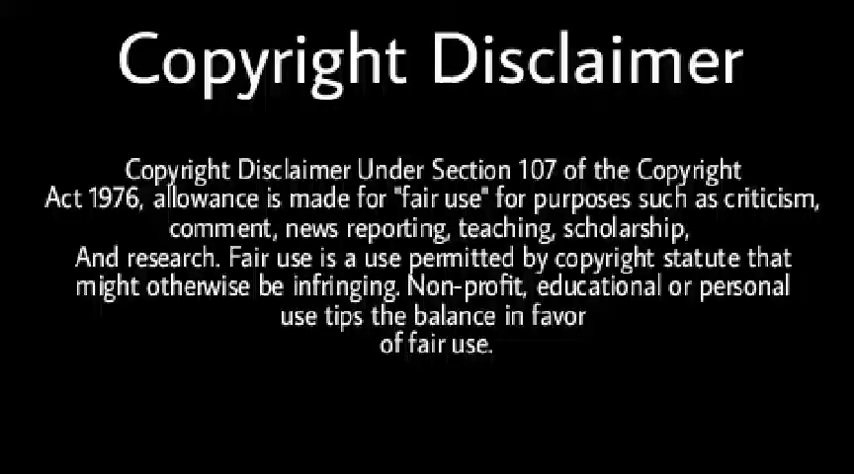 Copyright Disclaimer
Copyright Disclaimer Under Section 107 of the Copyright
Act 1976, allowance is made for "fair use" for purposes such as criticism,
comment, news reporting, teaching, scholarship,
And research. Fair use is a use permitted by copyright statute that
might otherwise be infringing. Non-profit, educational or personal
use tips the balance in favor
of fair use.